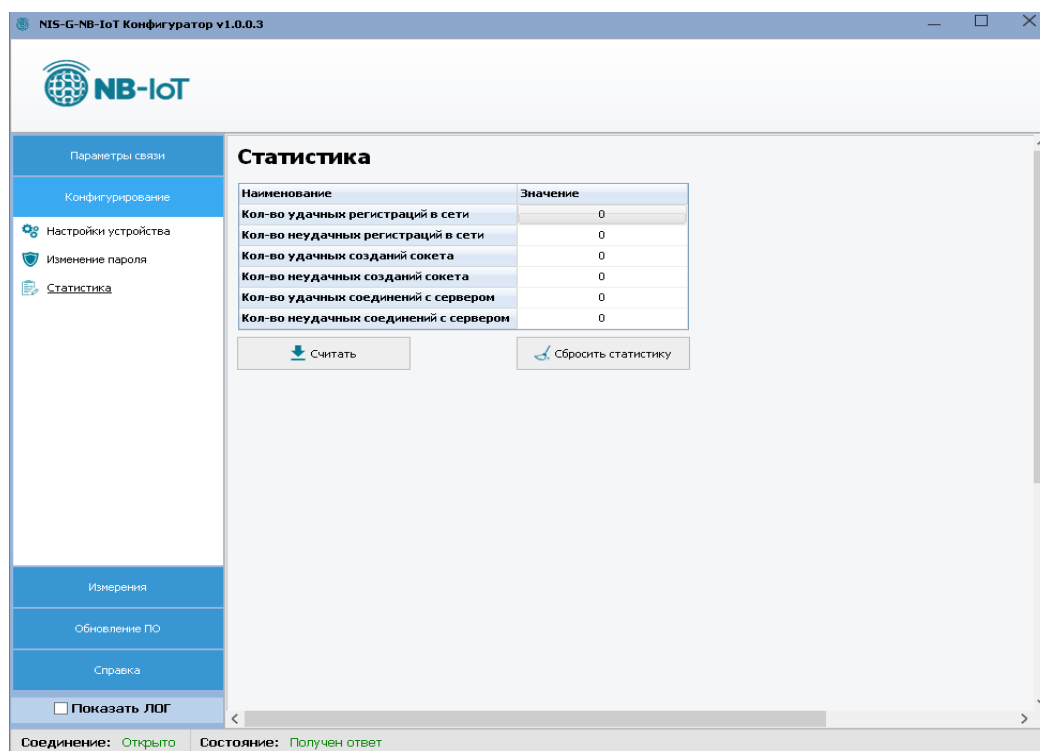 NIS-G-NB-IoT Конфигуратор v1.0.0.3
NB-IoT
Параметры связи
Конфигурирование
Настройки устройства
Изменение пароля
Статистика
Измерения
Обновление ПО
Справка
Показать ЛОГ
Статистика
Наименование Значение
Кол-во удачных регистраций в сети 0
Кол-во неудачных регистраций в сети 0
Кол-во удачных созданий сокета 0
Кол-во неудачных созданий сокета 0
Кол-во удачных соединений с сервером 0
Кол-во неудачных соединений с сервером 0
Считать Сбросить статистику
Соединение: Открыто Состояние: Получен ответ